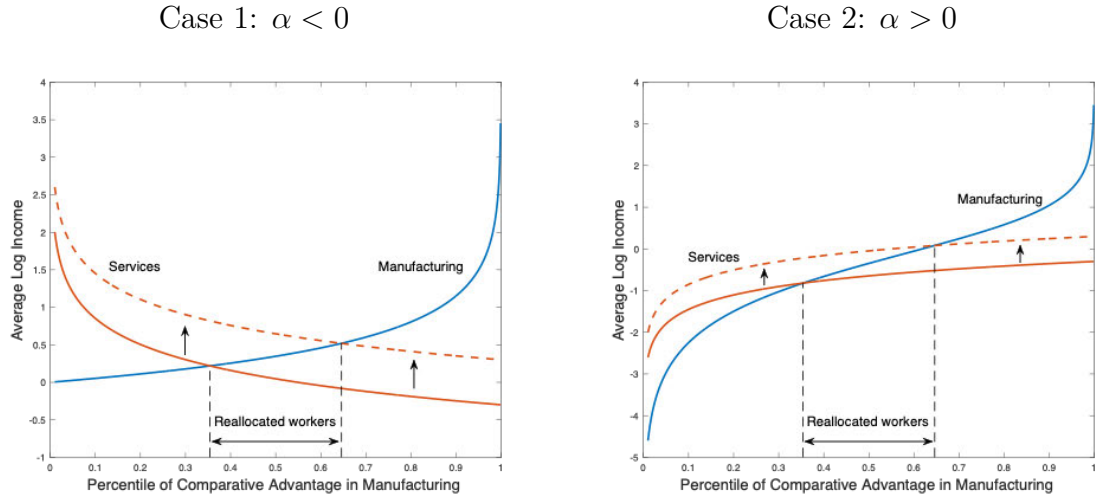 Case 1: α < 0
4
3.5
3
2.5
2
1.5
1
0.5
0
-0.5
-1
Average Log Income
Services
Manufacturing
Reallocated workers
0 0.1 0.2 0.3 0.4 0.5 0.6 0.7 0.8 0.9 1
Percentile of Comparative Advantage in Manufacturing
Case 2: α > 0
4
3
2
1
0
-1
-2
-3
-4
-5
Average Log Income
Manufacturing
Services
Reallocated workers
0 0.1 0.2 0.3 0.4 0.5 0.6 0.7 0.8 0.9 1
Percentile of Comparative Advantage in Manufacturing